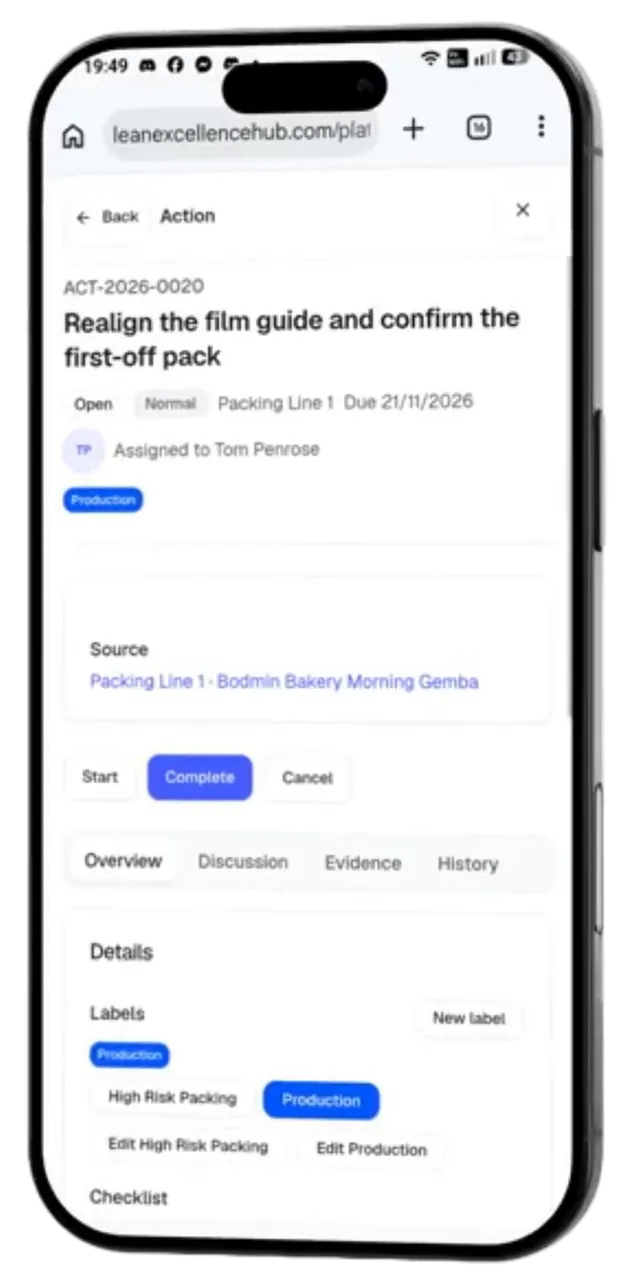 19:49
leanexcellencehub.com/plat
16
← Back Action ×
ACT-2026-0020
Realign the film guide and confirm the
first-off pack
Open Normal Packing Line 1 Due 21/11/2026
TP Assigned to Tom Penrose
Production
Source
Packing Line 1 · Bodmin Bakery Morning Gemba
Start Complete Cancel
Overview Discussion Evidence History
Details
Labels New label
Production
High Risk Packing Production
Edit High Risk Packing Edit Production
Checklist